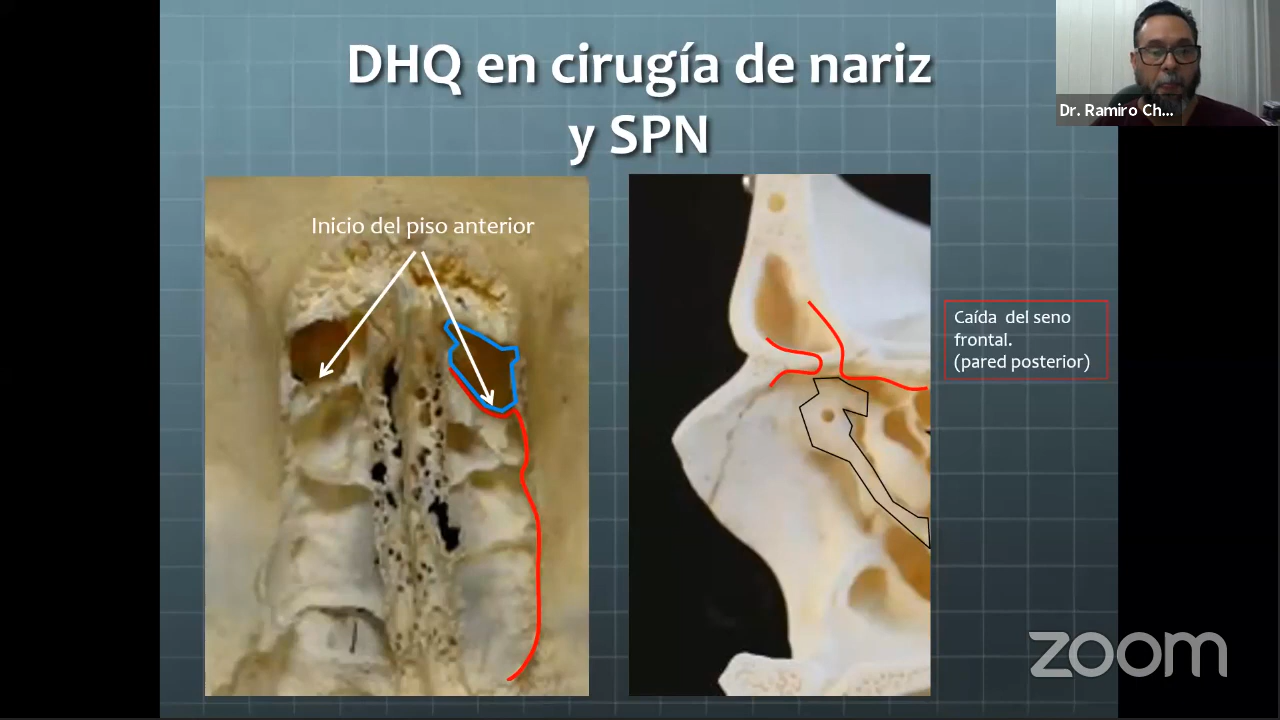 DHQ en cirugía de nariz
y SPN
Dr. Ramiro Ch...
Inicio del piso anterior
Caída del seno
frontal.
(pared posterior)
zoom